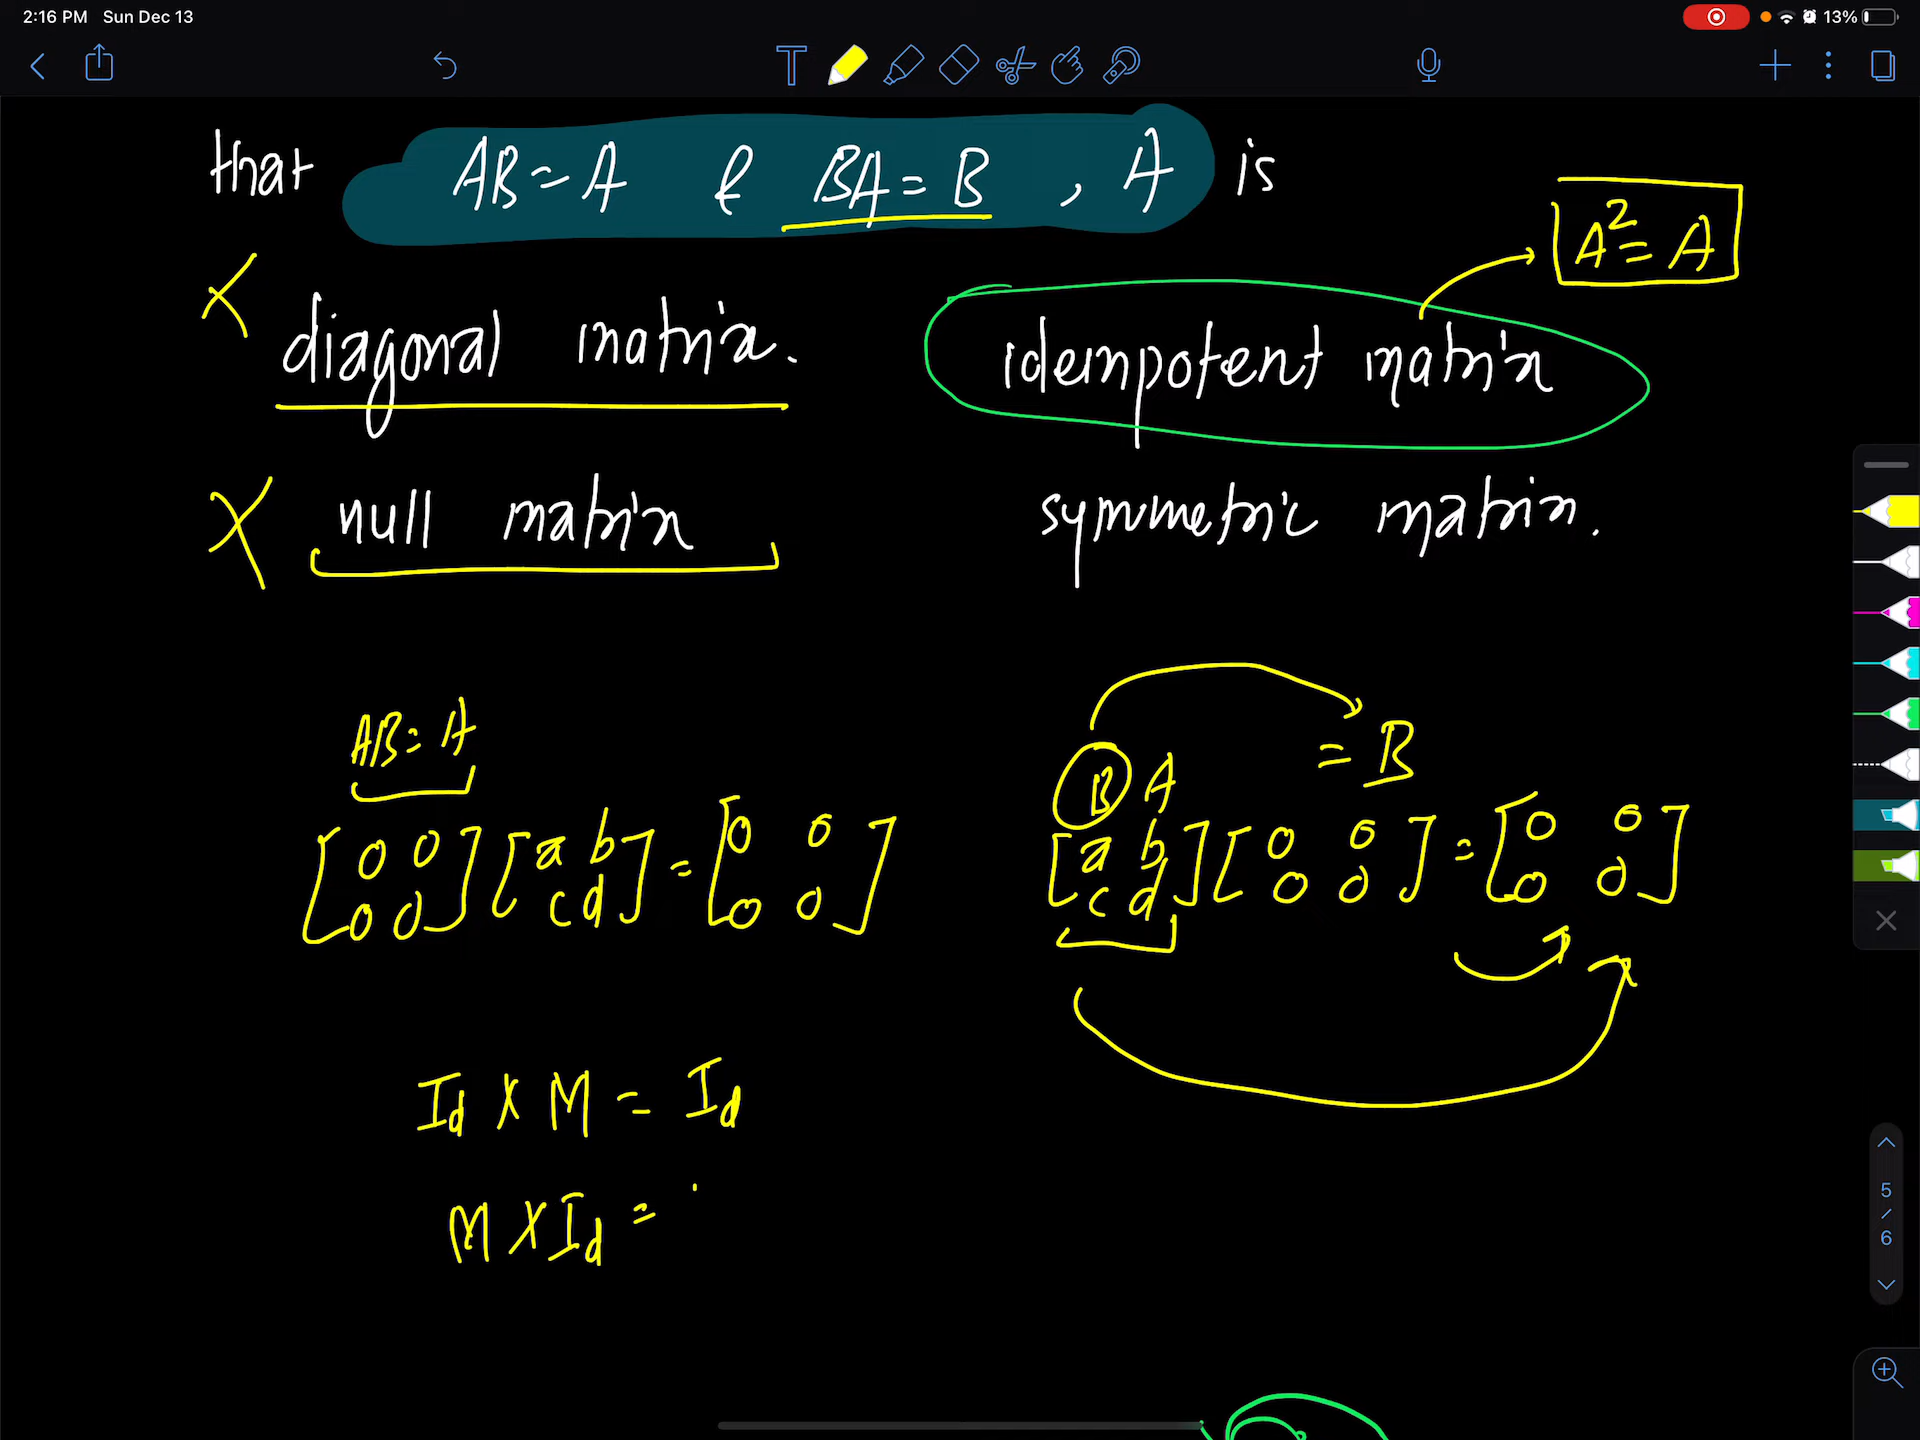 2:16 PM Sun Dec 13 13%
that AB = A & BA = B , A is
A² = A
X diagonal matrix. idempotent matrix
X null matrix symmetric matrix.
AB = A
B A = B
[0 0] [a b] = [0 0]
[0 0] [c d] [0 0]
[a b] [0 0] = [0 0]
[c d] [0 0] [0 0]
Id X M = Id
M X Id =
5
/
6